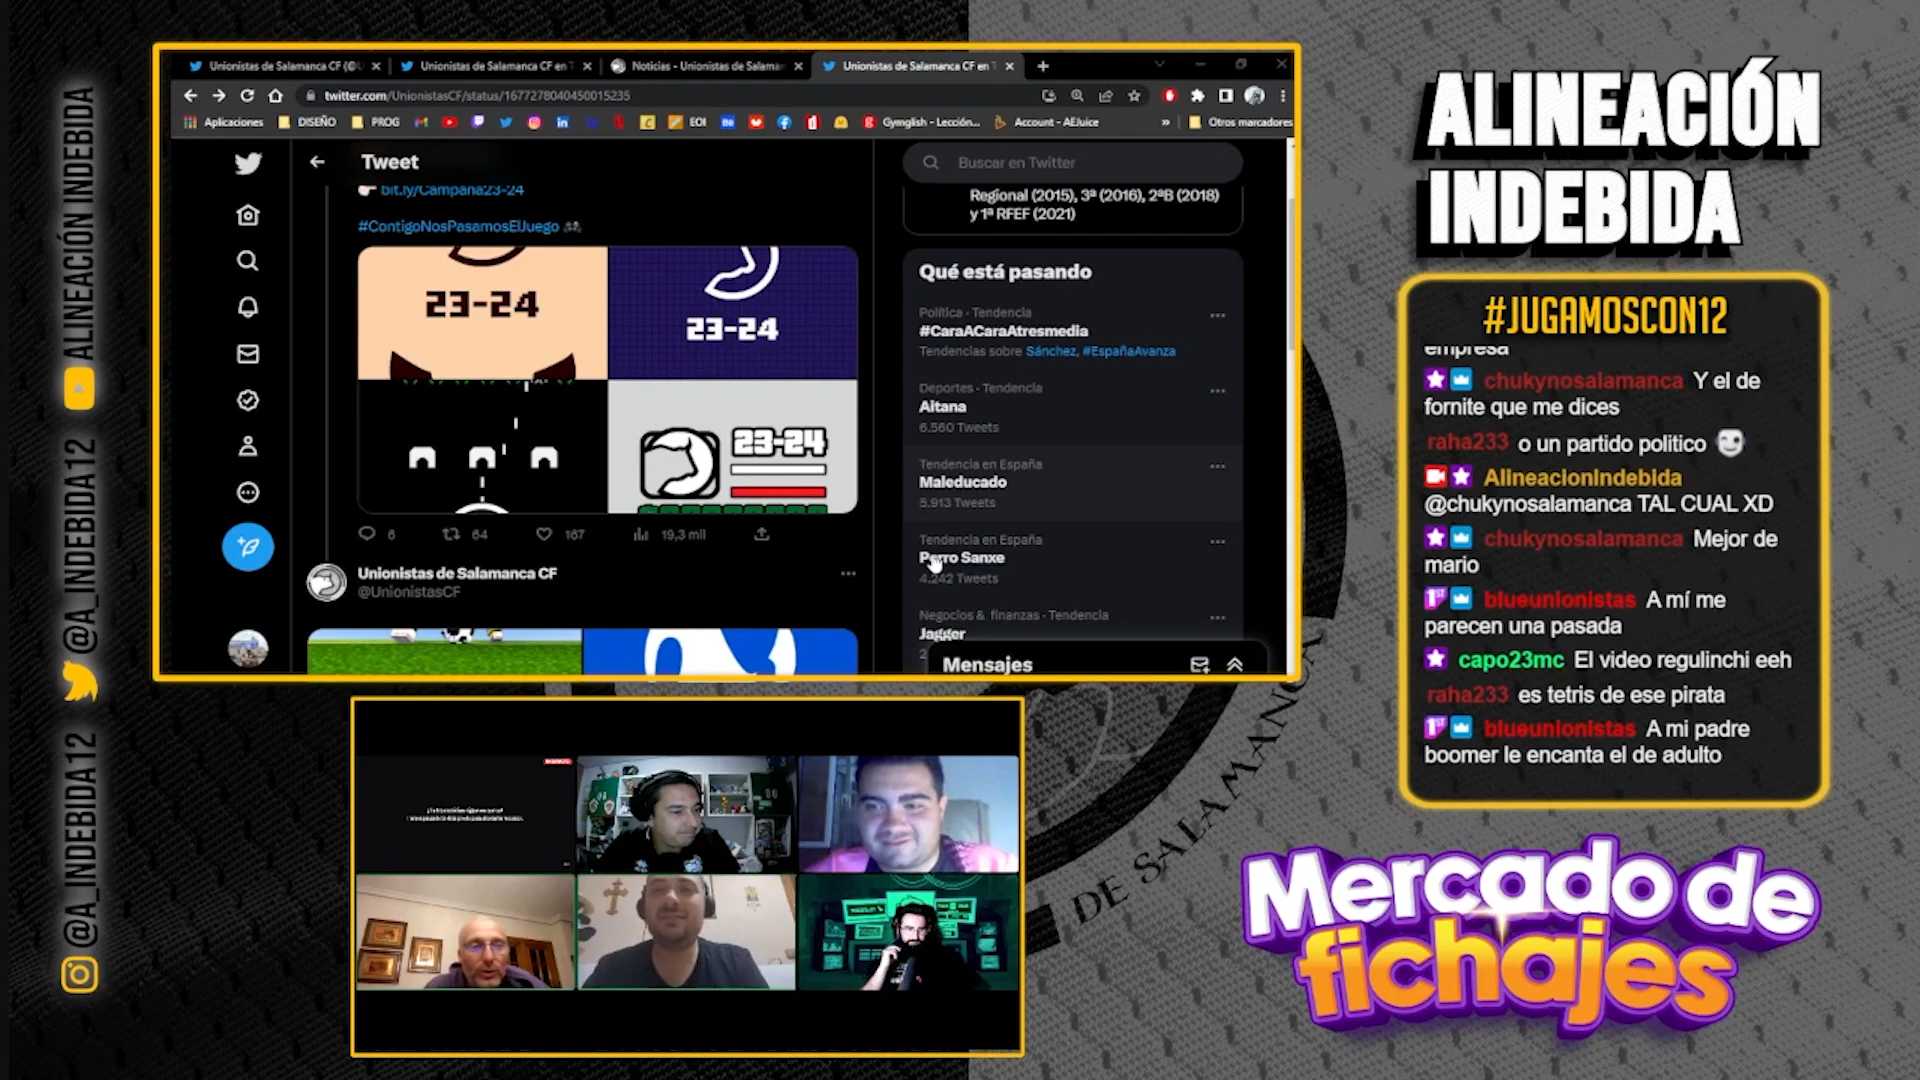 ALINEACIÓN INDEBIDA
@A_INDEBIDA12
@A_INDEBIDA12
Unionistas de Salamanca CF (@U
Unionistas de Salamanca CF en T
Noticias - Unionistas de Salaman
Unionistas de Salamanca CF en T
twitter.com/UnionistasCF/status/1677278040450015235
Aplicaciones
DISEÑO
PROG
EOI
Gymglish - Lección...
Account - AEJuice
»
Otros marcadores
Tweet
bit.ly/Campana23-24
#ContigoNosPasamosElJuego
23-24
23-24
23-24
6
64
167
19,3 mil
Unionistas de Salamanca CF
@UnionistasCF
Buscar en Twitter
Regional (2015), 3ª (2016), 2ªB (2018)
y 1ª RFEF (2021)
Qué está pasando
Política · Tendencia
#CaraACaraAtresmedia
Tendencias sobre Sánchez, #EspañaAvanza
Deportes · Tendencia
Aitana
6.560 Tweets
Tendencia en España
Maleducado
5.913 Tweets
Tendencia en España
Perro Sanxe
4.242 Tweets
Negocios & finanzas · Tendencia
Jagger
2
Mensajes
DE SALAMANCA
ALINEACIÓN
INDEBIDA
#JUGAMOSCON12
empresa
chukynosalamanca Y el de
fornite que me dices
raha233 o un partido politico
AlineacionIndebida
@chukynosalamanca TAL CUAL XD
chukynosalamanca Mejor de
mario
blueunionistas A mí me
parecen una pasada
capo23mc El video regulinchi eeh
raha233 es tetris de ese pirata
blueunionistas A mi padre
boomer le encanta el de adulto
Mercado de
fichajes